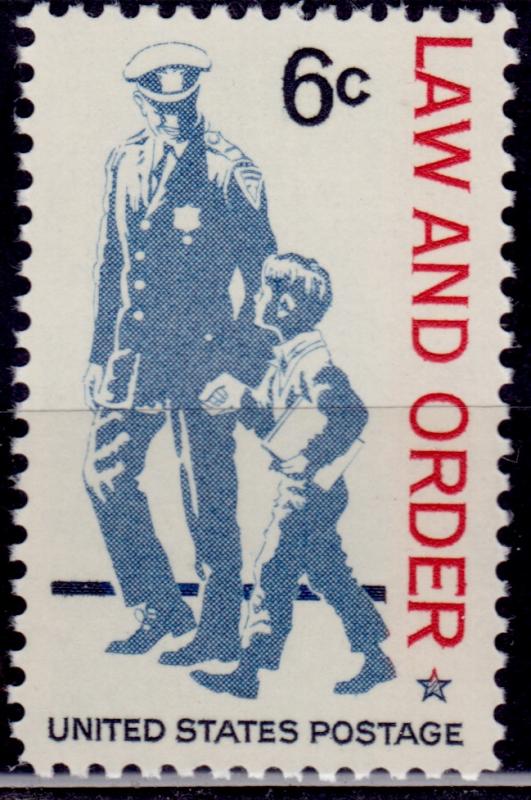 6c
LAW AND ORDER
UNITED STATES POSTAGE